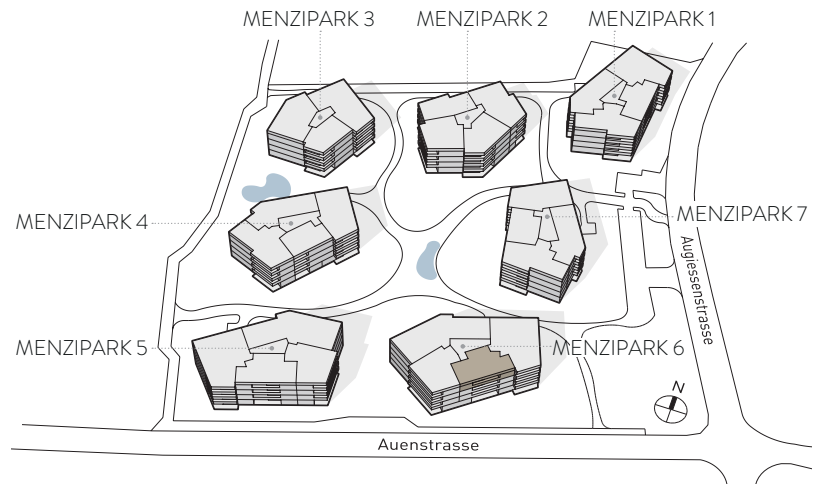 MENZIPARK 3
MENZIPARK 2
MENZIPARK 1
MENZIPARK 4
MENZIPARK 7
Augiessenstrasse
MENZIPARK 5
MENZIPARK 6
N
Auenstrasse